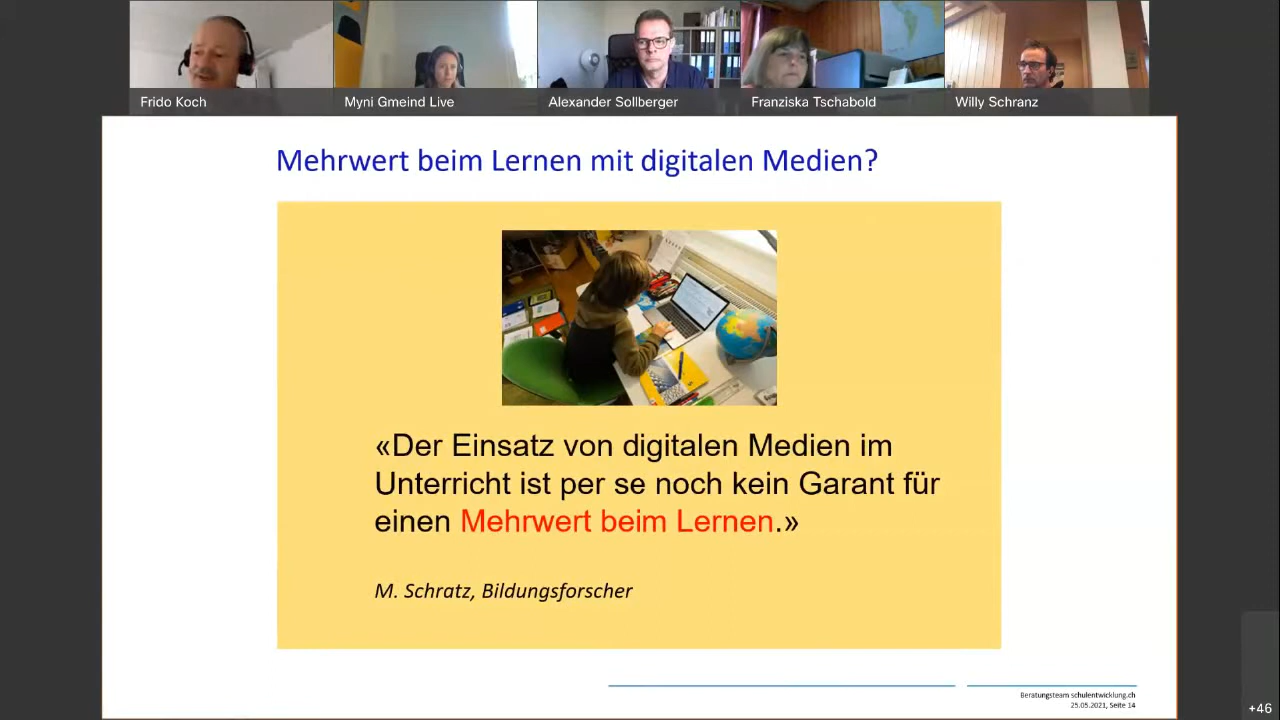 Frido Koch
Myni Gmeind Live
Alexander Sollberger
Franziska Tschabold
Willy Schranz
Mehrwert beim Lernen mit digitalen Medien?
«Der Einsatz von digitalen Medien im
Unterricht ist per se noch kein Garant für
einen Mehrwert beim Lernen.»
M. Schratz, Bildungsforscher
Beratungsteam schulentwicklung.ch
25.05.2021, Seite 14
+46